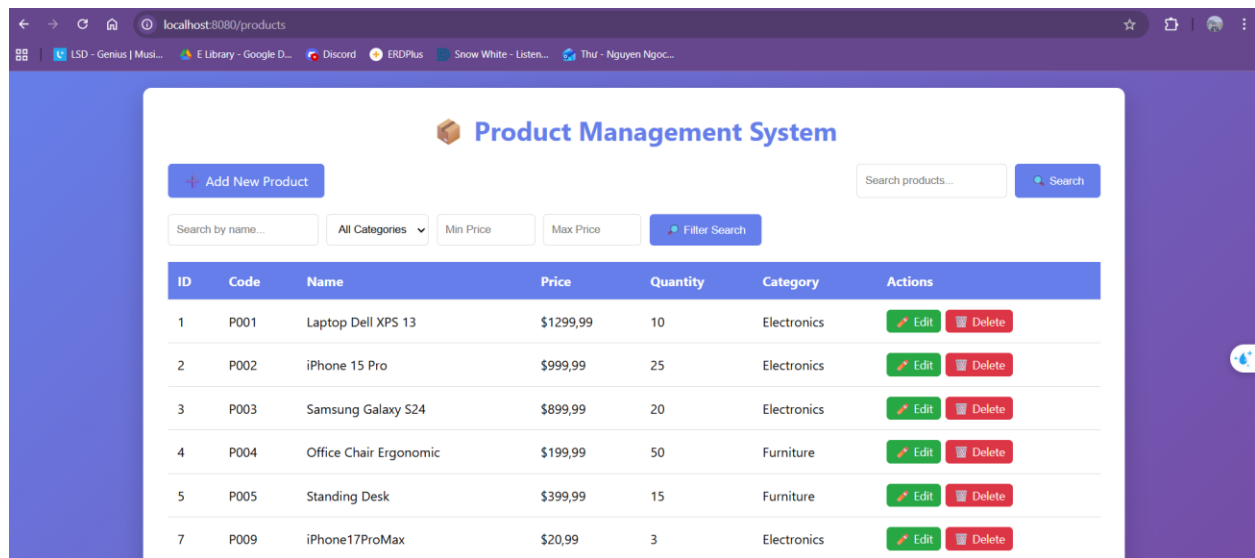 localhost:8080/products
LSD - Genius | Musi... E Library - Google D... Discord ERDPlus Snow White - Listen... Thư - Nguyen Ngoc...
Product Management System
Add New Product Search products... Search
Search by name... All Categories Min Price Max Price Filter Search
ID Code Name Price Quantity Category Actions
1 P001 Laptop Dell XPS 13 $1299,99 10 Electronics Edit Delete
2 P002 iPhone 15 Pro $999,99 25 Electronics Edit Delete
3 P003 Samsung Galaxy S24 $899,99 20 Electronics Edit Delete
4 P004 Office Chair Ergonomic $199,99 50 Furniture Edit Delete
5 P005 Standing Desk $399,99 15 Furniture Edit Delete
7 P009 iPhone17ProMax $20,99 3 Electronics Edit Delete